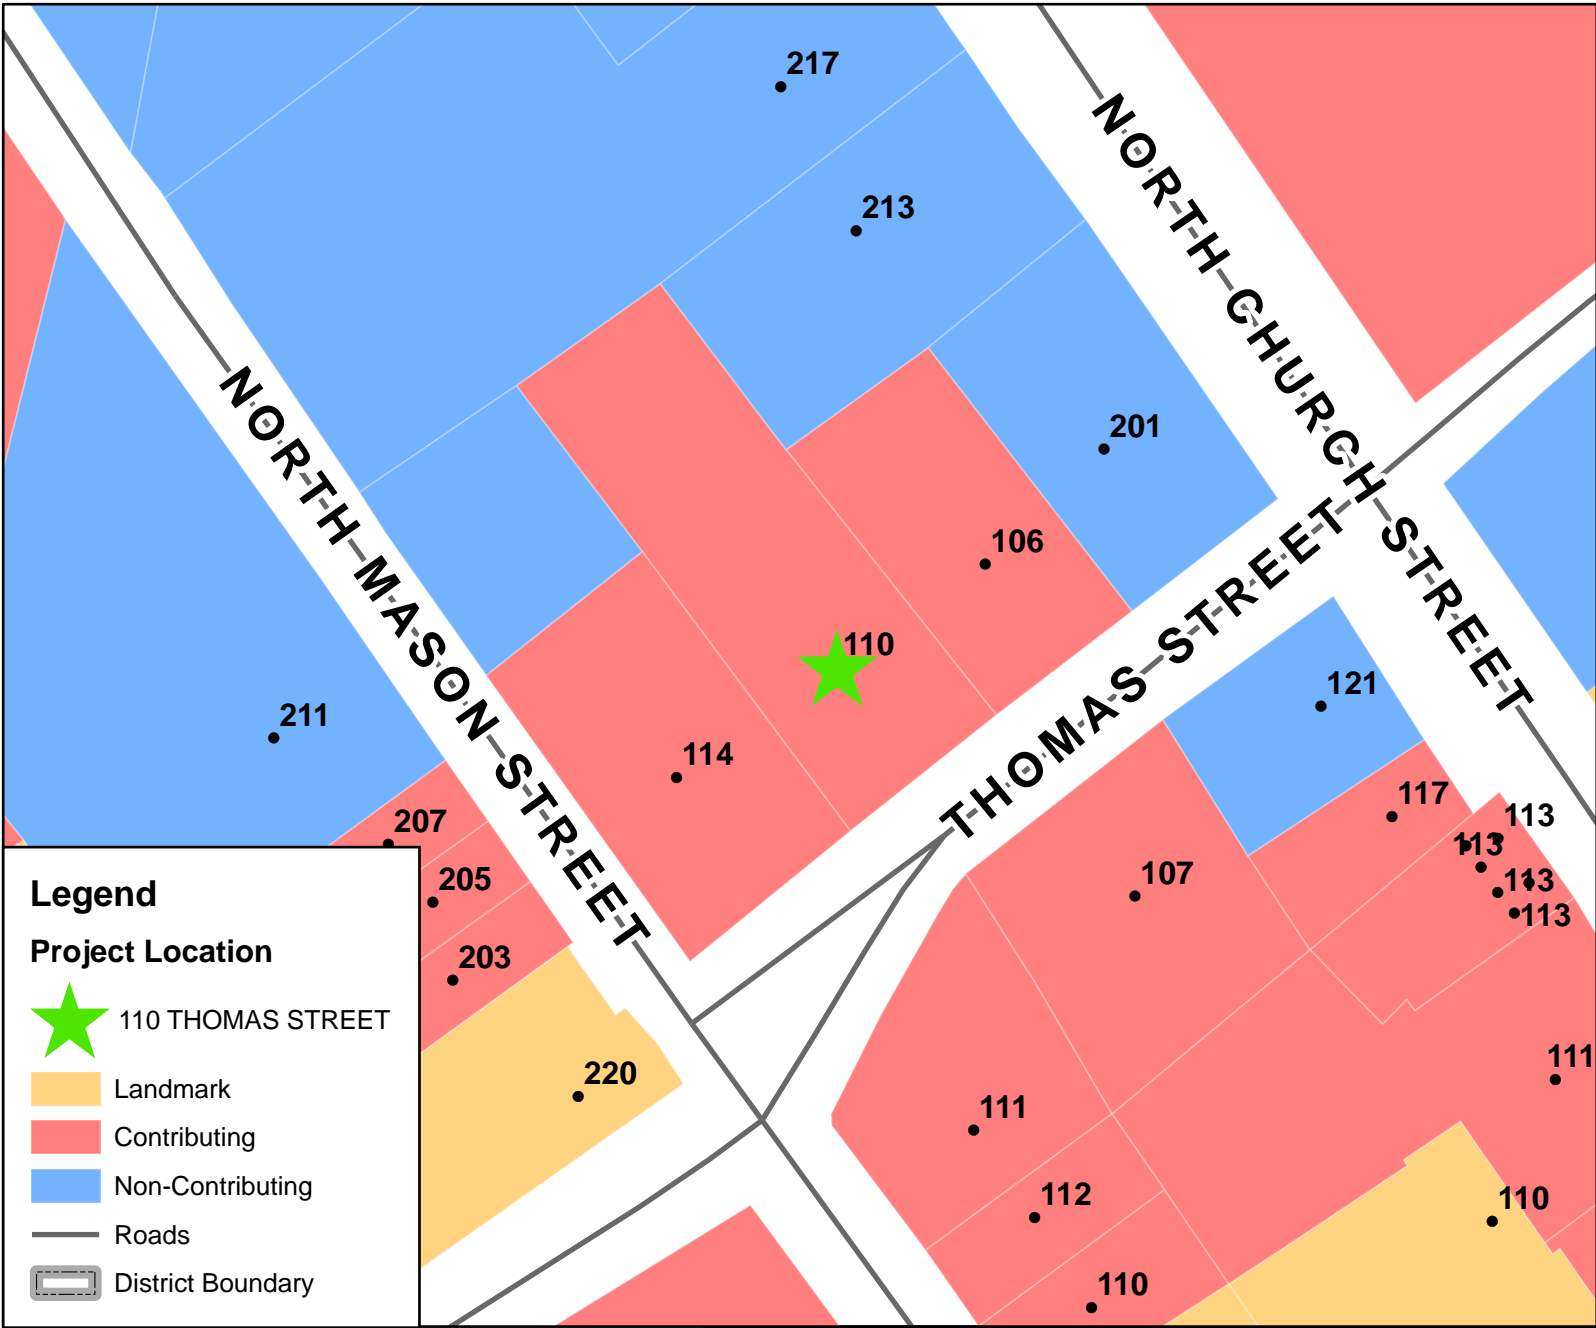 217
213
NORTH CHURCH STREET
201
106
NORTH MASON STREET
110
THOMAS STREET
121
211
114
117
113
207
113
107
205
113
113
203
111
220
111
112
110
110
Legend
Project Location
110 THOMAS STREET
Landmark
Contributing
Non-Contributing
Roads
District Boundary